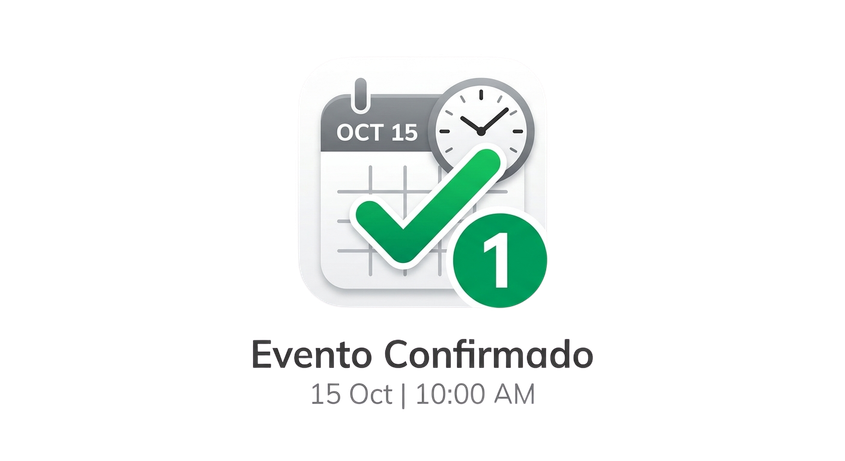 OCT 15
1
Evento Confirmado
15 Oct | 10:00 AM